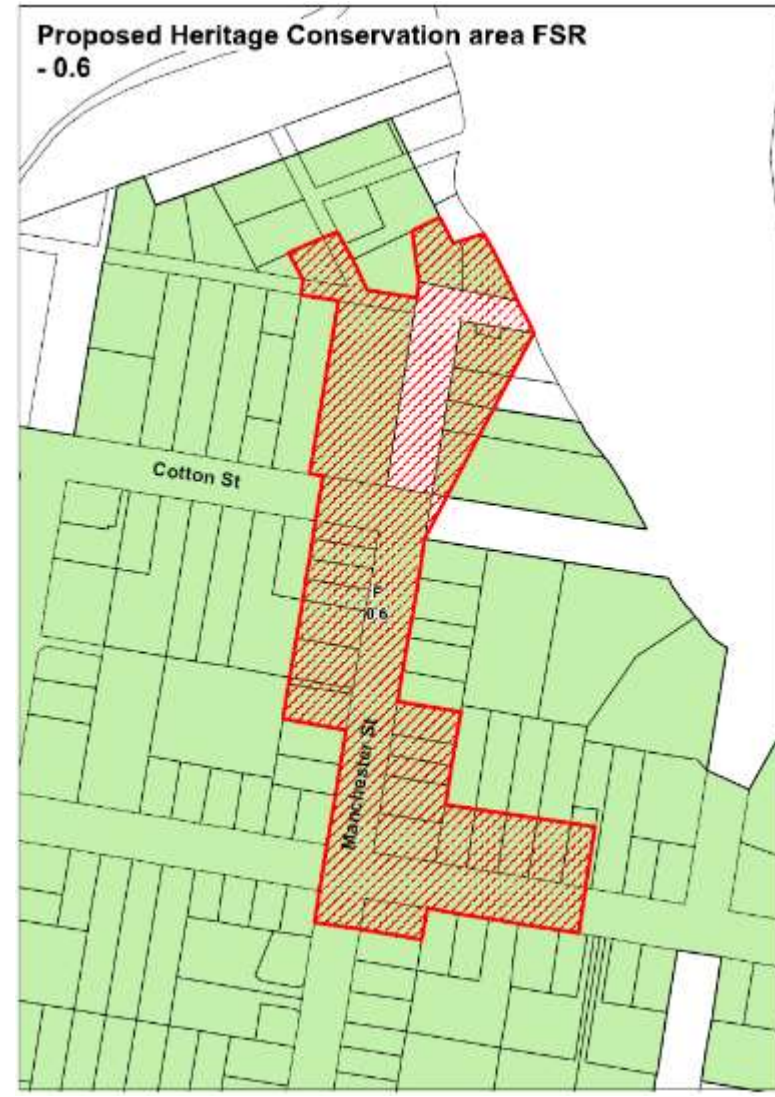 Proposed Heritage Conservation area FSR
- 0.6
Cotton St
F
0.6
Manchester St